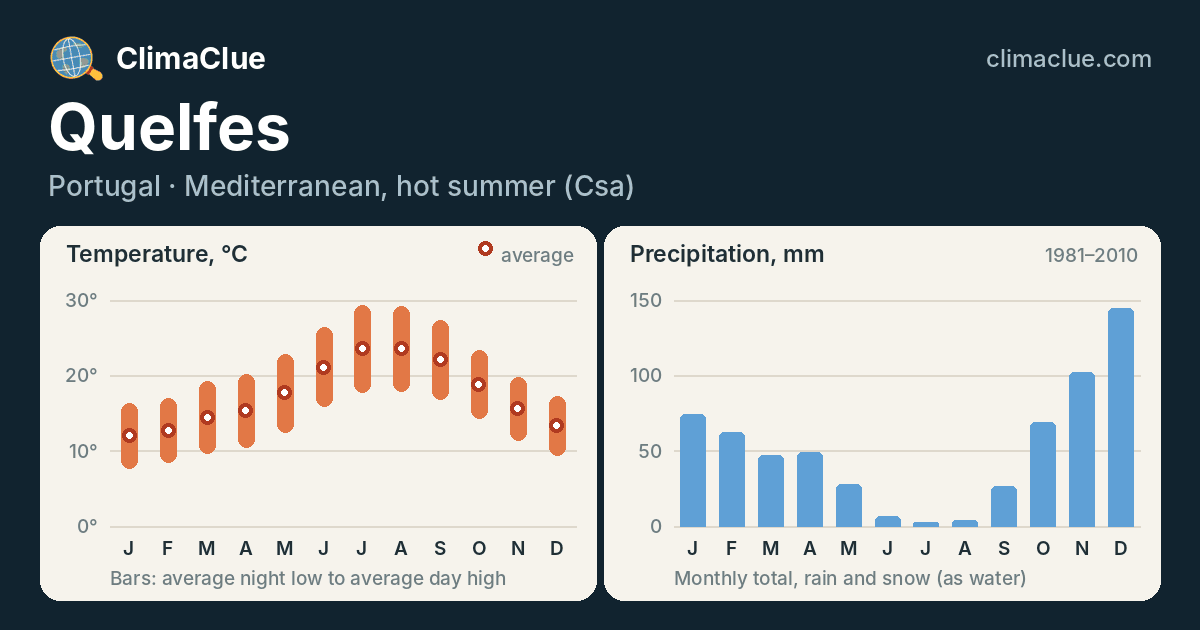 ClimaClue
climaclue.com
Quelfes
Portugal · Mediterranean, hot summer (Csa)
Temperature, °C
average
30°
20°
10°
0°
J F M A M J J A S O N D
Bars: average night low to average day high
Precipitation, mm
1981–2010
150
100
50
0
J F M A M J J A S O N D
Monthly total, rain and snow (as water)